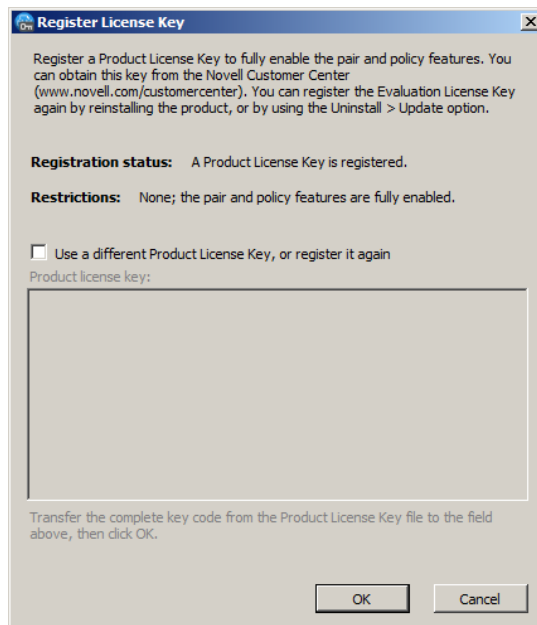 Register License Key
Register a Product License Key to fully enable the pair and policy features. You
can obtain this key from the Novell Customer Center
(www.novell.com/customercenter). You can register the Evaluation License Key
again by reinstalling the product, or by using the Uninstall > Update option.
Registration status: A Product License Key is registered.
Restrictions: None; the pair and policy features are fully enabled.
Use a different Product License Key, or register it again
Product license key:
Transfer the complete key code from the Product License Key file to the field
above, then click OK.
OK Cancel